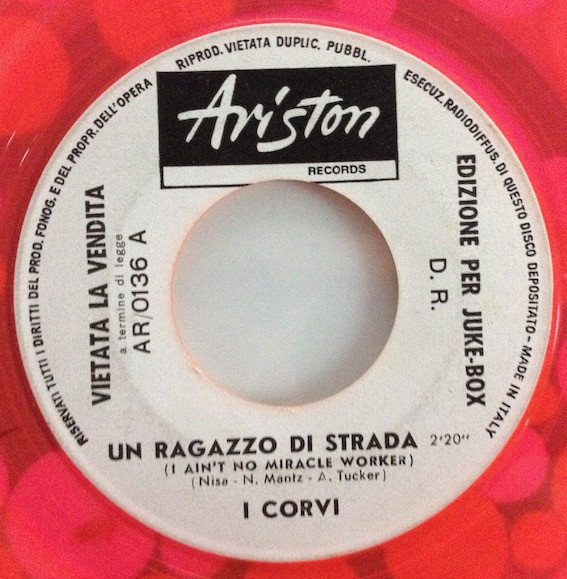 RISERVATI TUTTI I DIRITTI DEL PROD. FONOG. E DEL PROPR. DELL'OPERA
RIPROD. VIETATA DUPLIC. PUBBL.
ESECUZ. RADIODIFFUS. DI QUESTO DISCO DEPOSITATO - MADE IN ITALY
Ariston
RECORDS
VIETATA LA VENDITA
a termine di legge
AR/0136 A
EDIZIONE PER JUKE-BOX
D. R.
UN RAGAZZO DI STRADA 2'20"
(I AIN'T NO MIRACLE WORKER)
(Nisa - N. Mantz - A. Tucker)
I CORVI